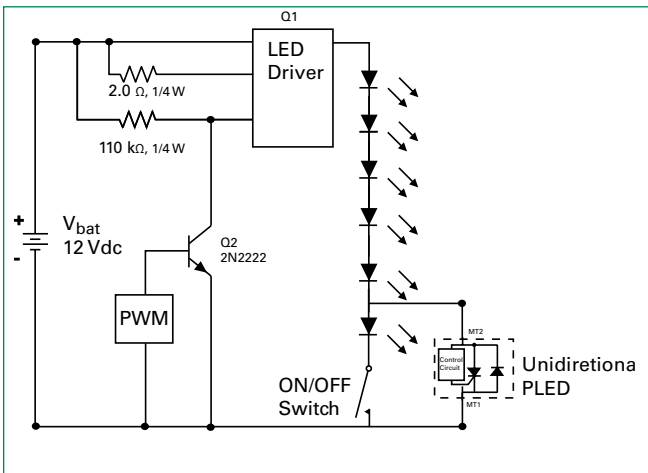 Q1
LED
Driver
2.0 Ω, 1/4 W
110 kΩ, 1/4 W
+
-
Vbat
12 Vdc
Q2
2N2222
PWM
ON/OFF
Switch
MT2
Control
Circuit
MT1
Unidiretiona
PLED